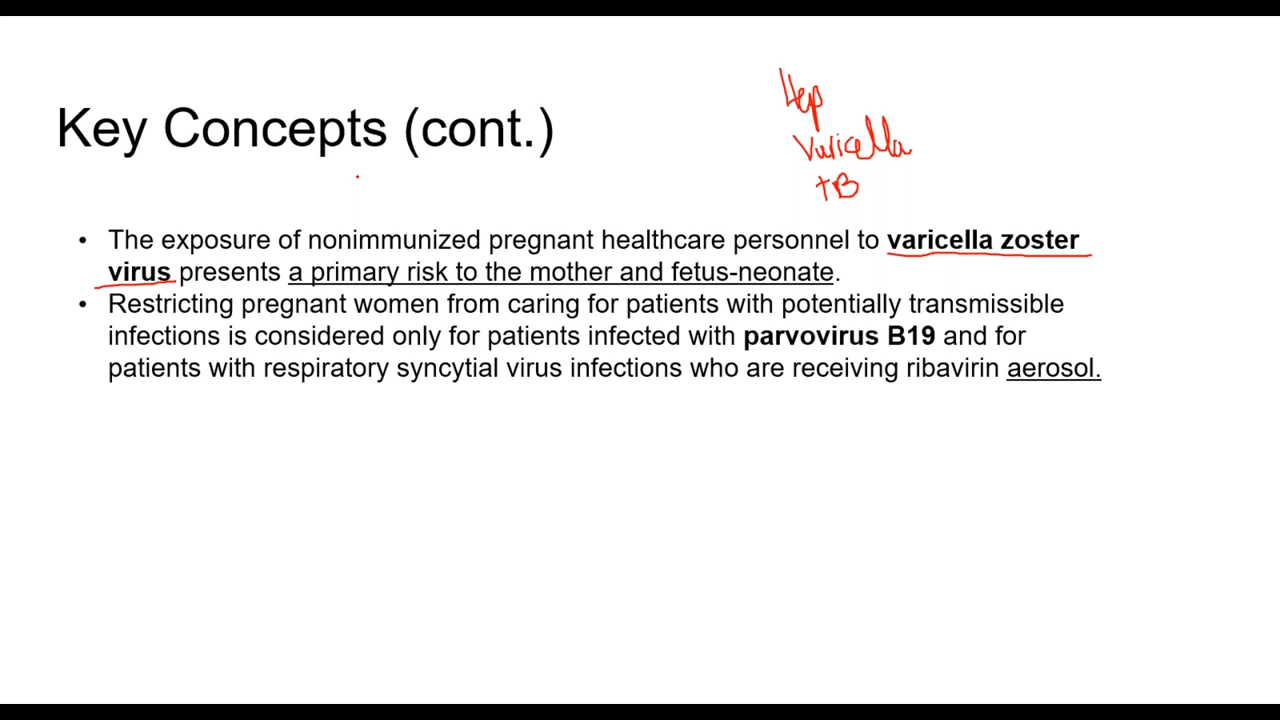 Hep
Varicella
TB
Key Concepts (cont.)
• The exposure of nonimmunized pregnant healthcare personnel to varicella zoster
virus presents a primary risk to the mother and fetus-neonate.
• Restricting pregnant women from caring for patients with potentially transmissible
infections is considered only for patients infected with parvovirus B19 and for
patients with respiratory syncytial virus infections who are receiving ribavirin aerosol.